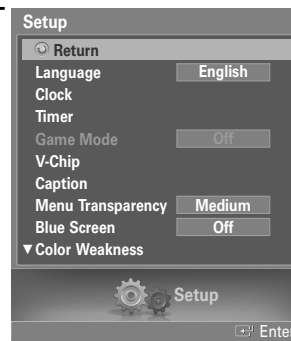 Setup
Return
Language English
Clock
Timer
Game Mode Off
V-Chip
Caption
Menu Transparency Medium
Blue Screen Off
▼ Color Weakness
Setup
Enter